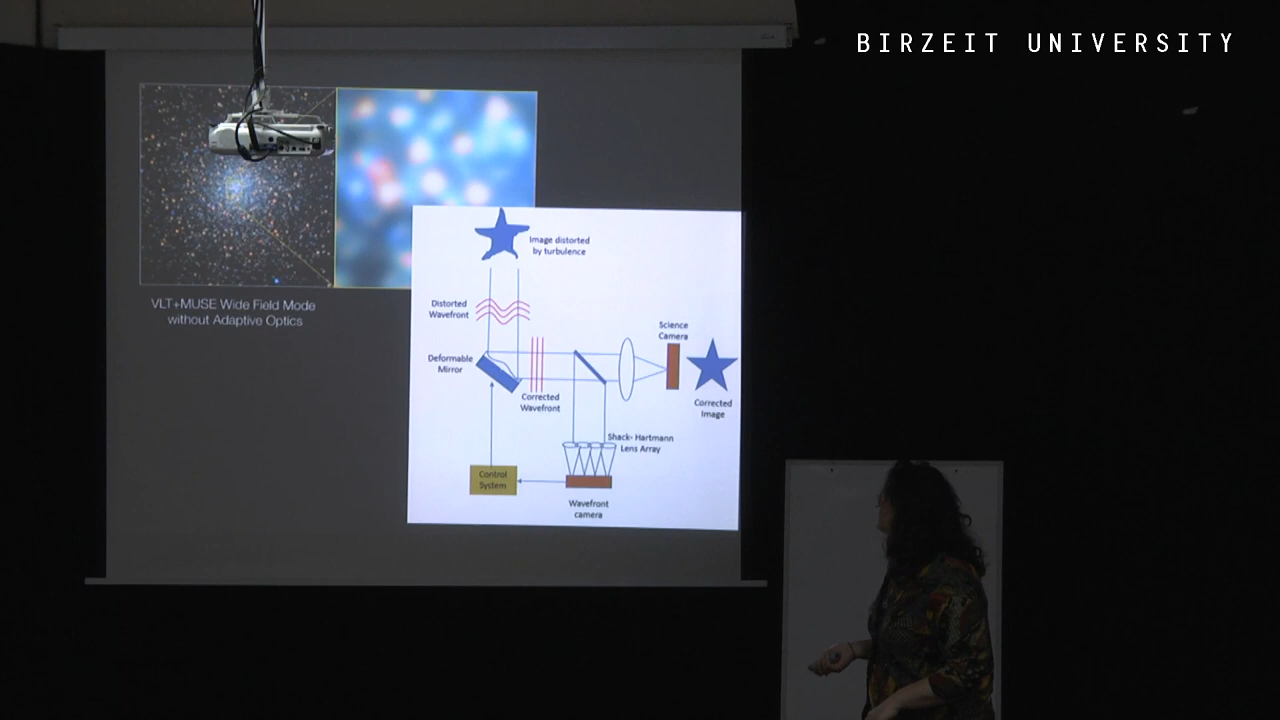 BIRZEIT UNIVERSITY
VLT+MUSE Wide Field Mode
without Adaptive Optics
Image distorted
by turbulence
Distorted
Wavefront
Deformable
Mirror
Corrected
Wavefront
Science
Camera
Corrected
Image
Shack- Hartmann
Lens Array
Control
System
Wavefront
camera